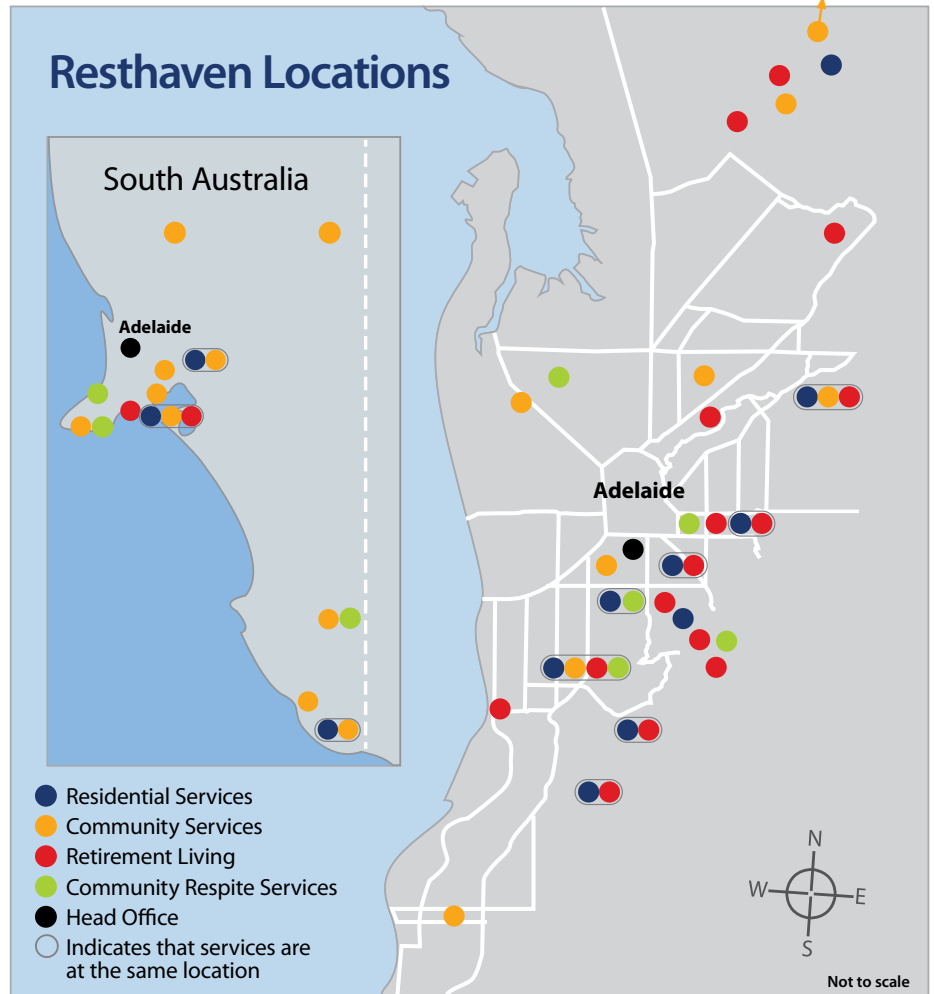 Resthaven Locations
South Australia
Adelaide
Adelaide
Residential Services
Community Services
Retirement Living
Community Respite Services
Head Office
Indicates that services are
at the same location
N
W
E
S
Not to scale